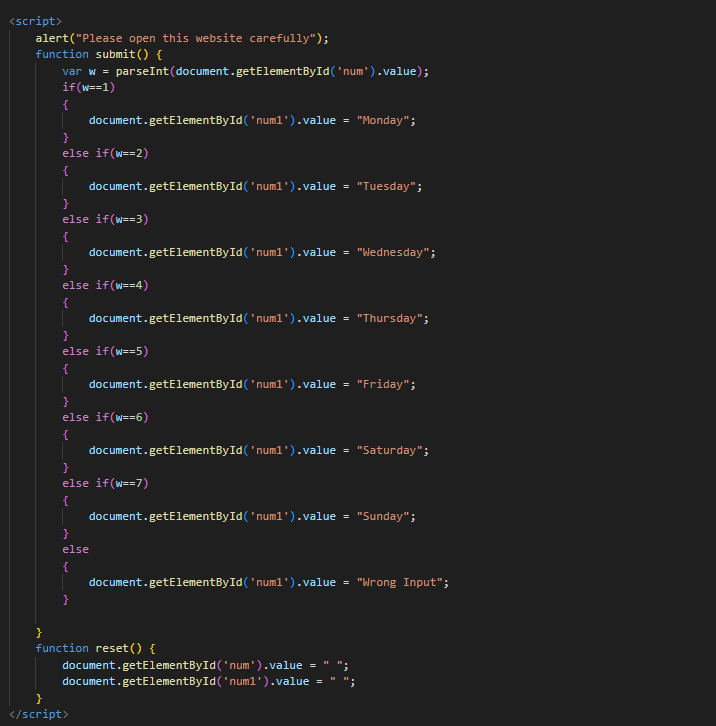 <script>
    alert("Please open this website carefully");
    function submit() {
        var w = parseInt(document.getElementById('num').value);
        if(w==1)
        {
            document.getElementById('num1').value = "Monday";
        }
        else if(w==2)
        {
            document.getElementById('num1').value = "Tuesday";
        }
        else if(w==3)
        {
            document.getElementById('num1').value = "Wednesday";
        }
        else if(w==4)
        {
            document.getElementById('num1').value = "Thursday";
        }
        else if(w==5)
        {
            document.getElementById('num1').value = "Friday";
        }
        else if(w==6)
        {
            document.getElementById('num1').value = "Saturday";
        }
        else if(w==7)
        {
            document.getElementById('num1').value = "Sunday";
        }
        else
        {
            document.getElementById('num1').value = "Wrong Input";
        }

    }
    function reset() {
        document.getElementById('num').value = " ";
        document.getElementById('num1').value = " ";
    }
</script>